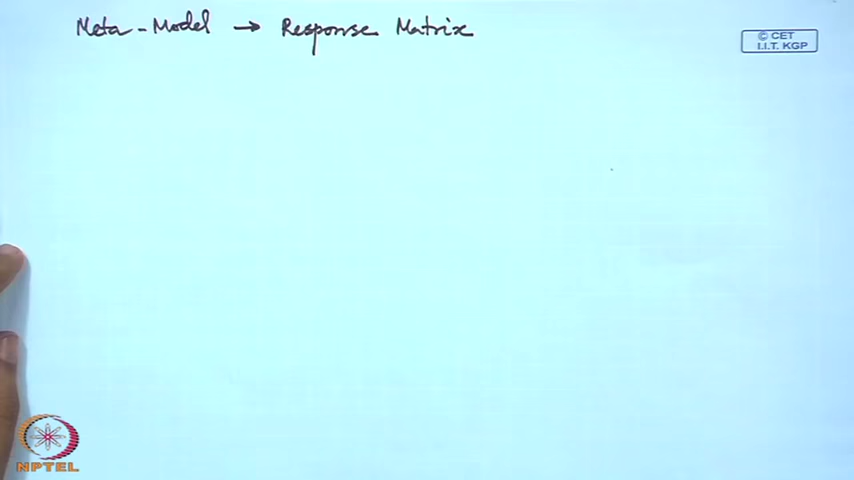 Meta-Model → Response Matrix
© CET
I.I.T. KGP
NPTEL